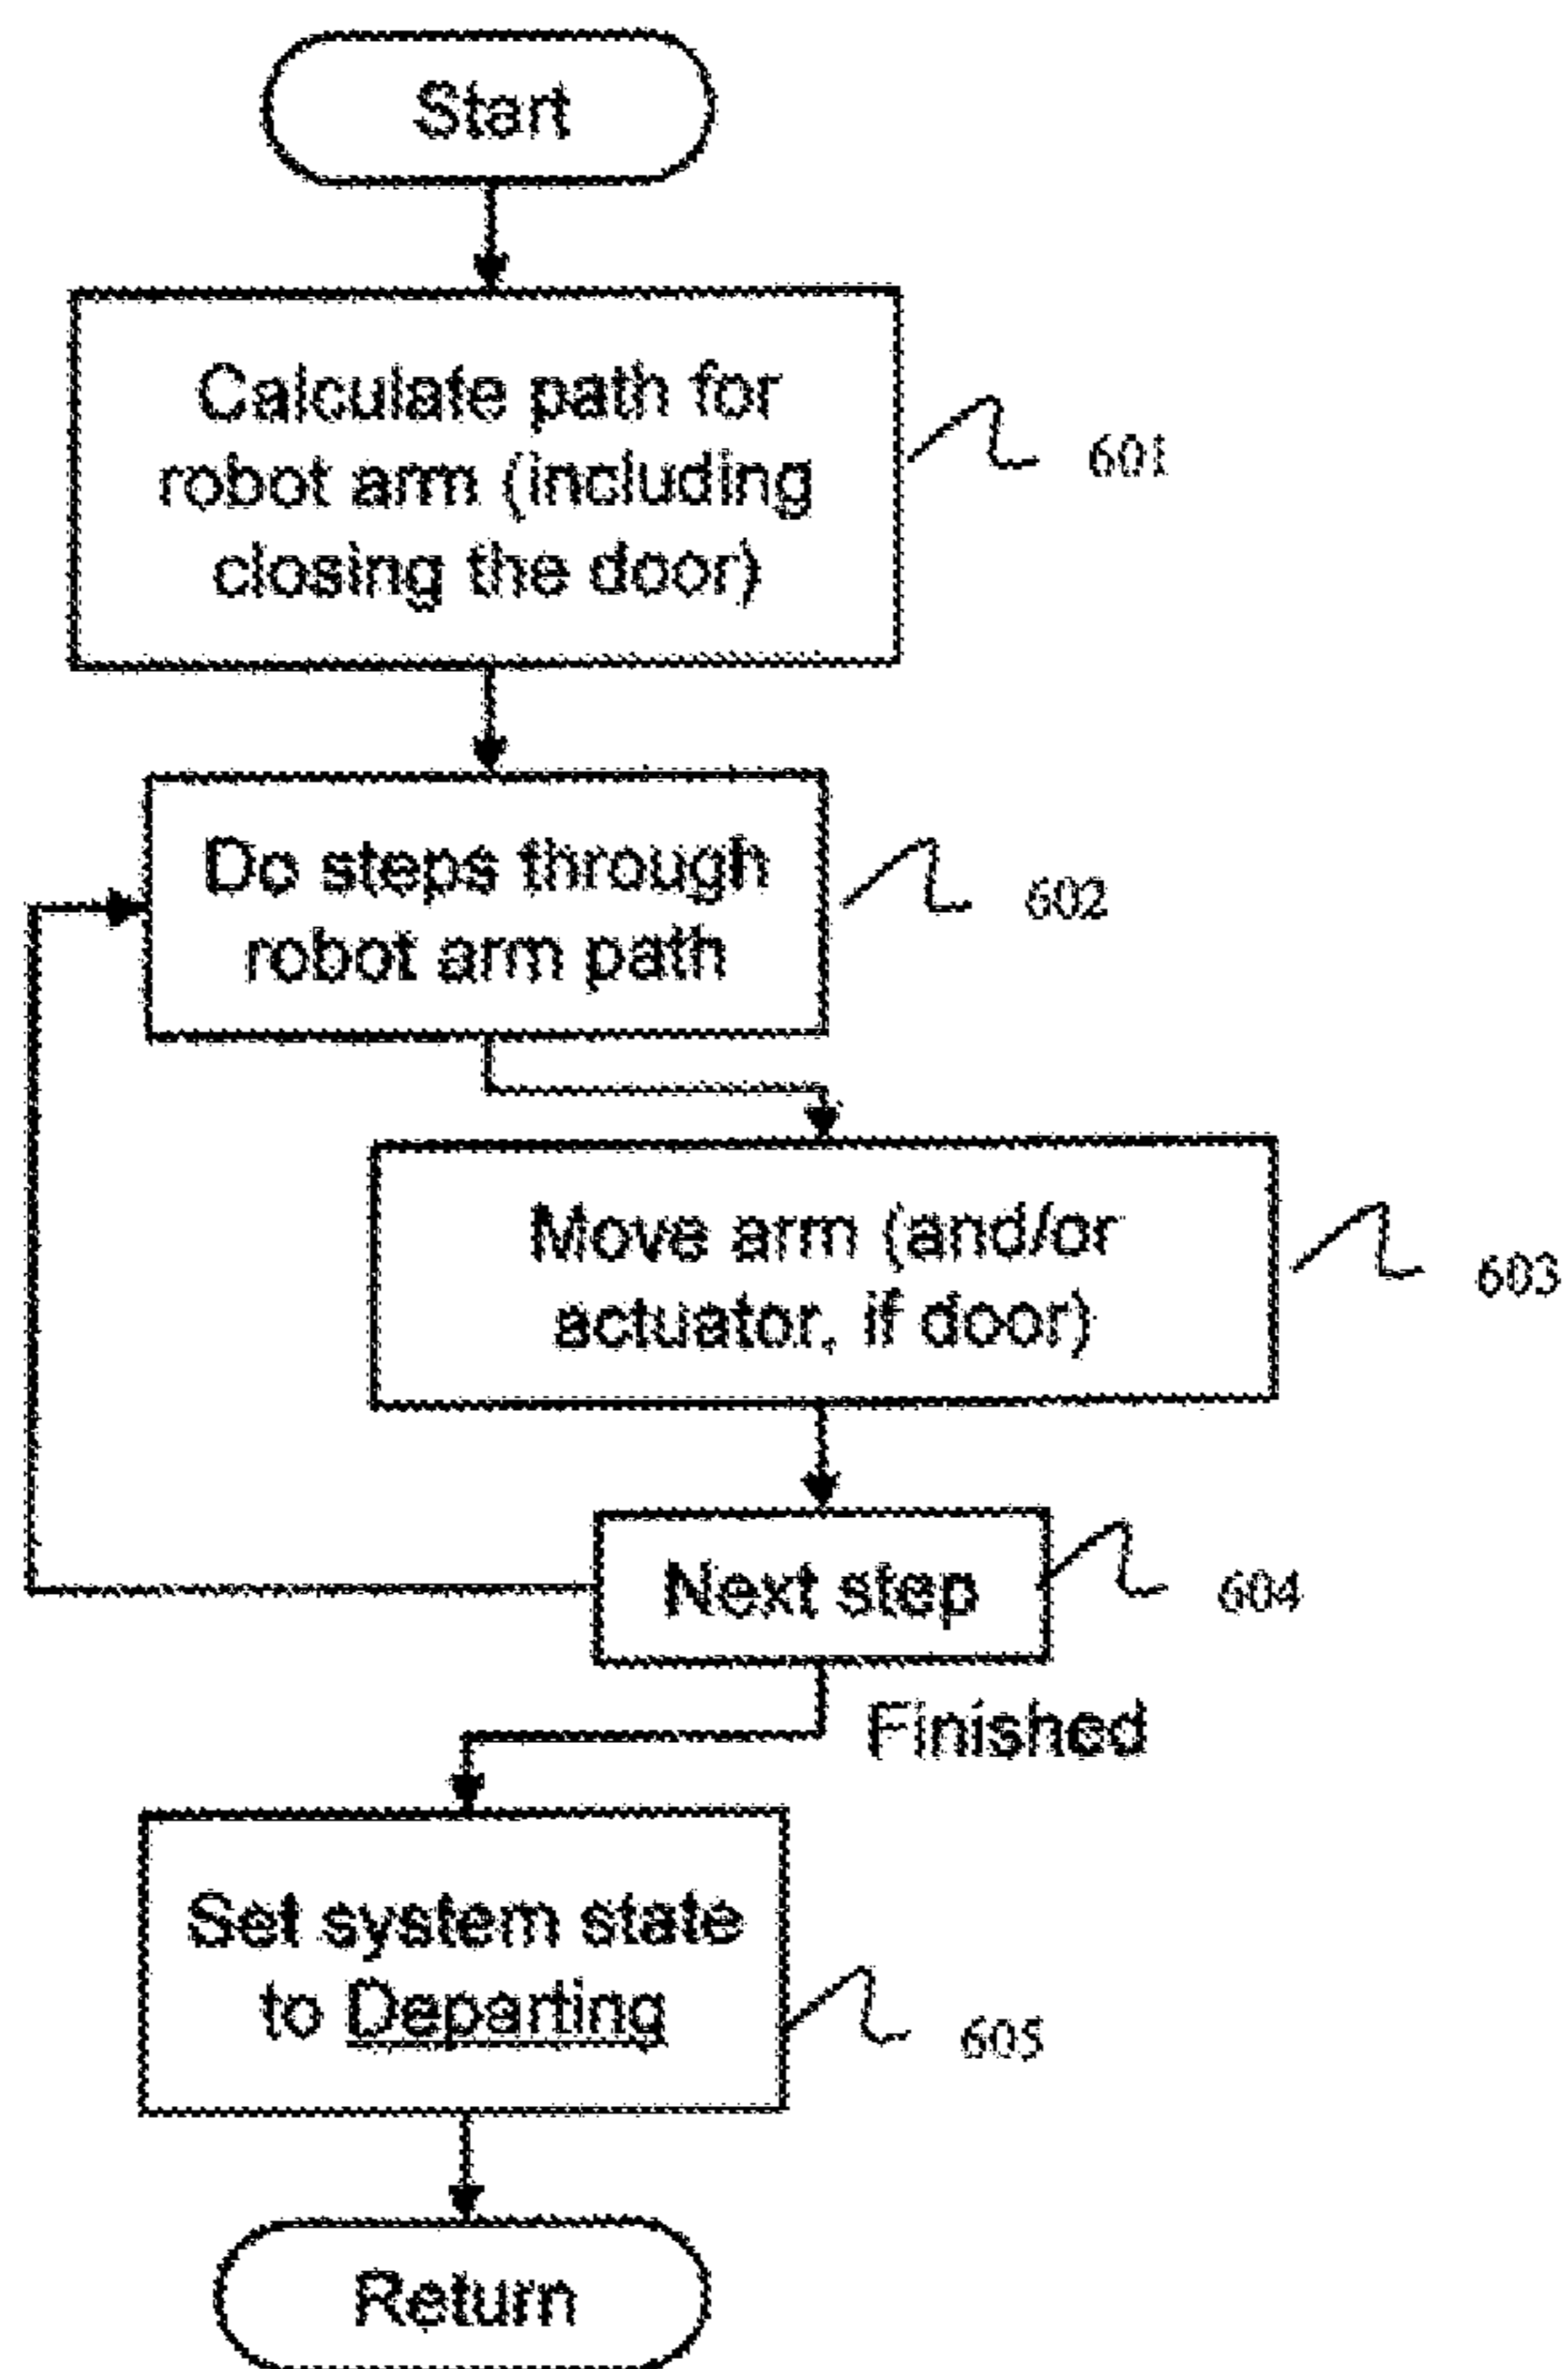 Start
Calculate path for
robot arm (including
closing the door)
601
Do steps through
robot arm path
602
Move arm (and/or
actuator, if door)
603
Next step
604
Finished
Set system state
to Departing
605
Return